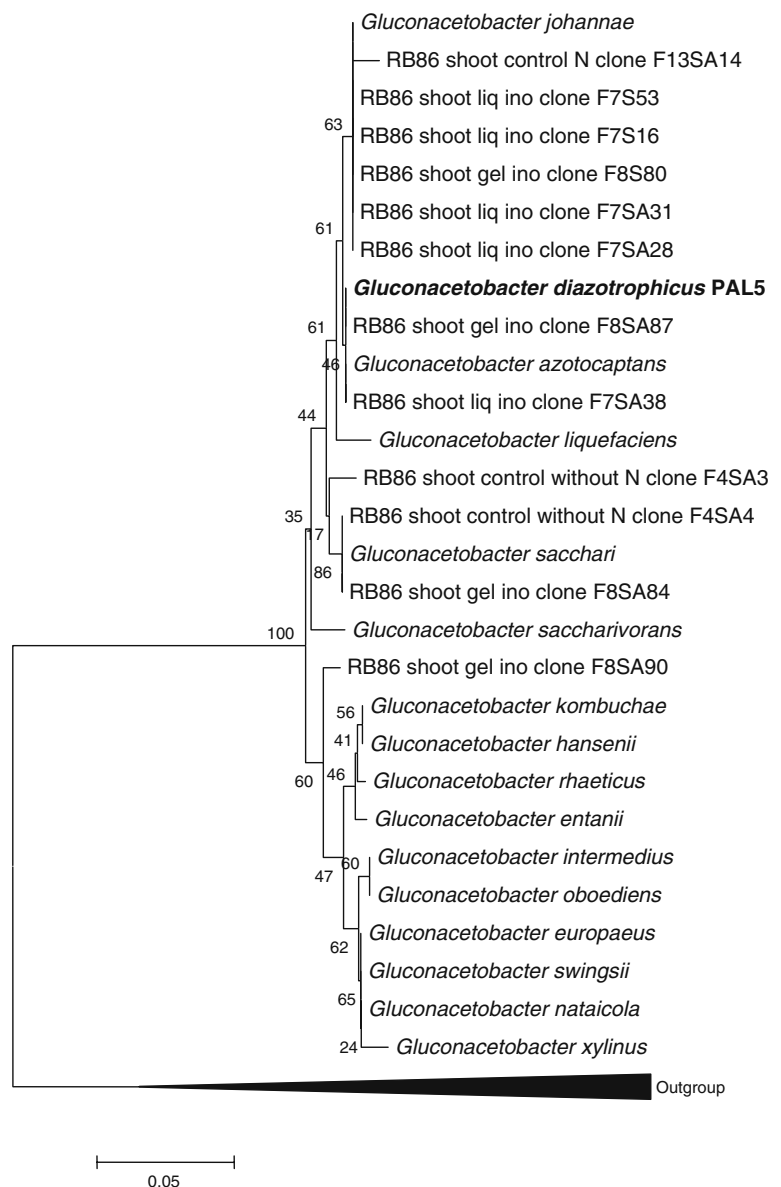 Gluconacetobacter johannae
RB86 shoot control N clone F13SA14
RB86 shoot liq ino clone F7S53
63
RB86 shoot liq ino clone F7S16
RB86 shoot gel ino clone F8S80
RB86 shoot liq ino clone F7SA31
61
RB86 shoot liq ino clone F7SA28
Gluconacetobacter diazotrophicus PAL5
61
RB86 shoot gel ino clone F8SA87
46
Gluconacetobacter azotocaptans
RB86 shoot liq ino clone F7SA38
44
Gluconacetobacter liquefaciens
RB86 shoot control without N clone F4SA3
35
RB86 shoot control without N clone F4SA4
17
Gluconacetobacter sacchari
86
RB86 shoot gel ino clone F8SA84
100
Gluconacetobacter saccharivorans
RB86 shoot gel ino clone F8SA90
56
Gluconacetobacter kombuchae
41
Gluconacetobacter hansenii
46
60
Gluconacetobacter rhaeticus
Gluconacetobacter entanii
60
Gluconacetobacter intermedius
47
Gluconacetobacter oboediens
Gluconacetobacter europaeus
62
Gluconacetobacter swingsii
65
Gluconacetobacter nataicola
24
Gluconacetobacter xylinus
Outgroup
0.05